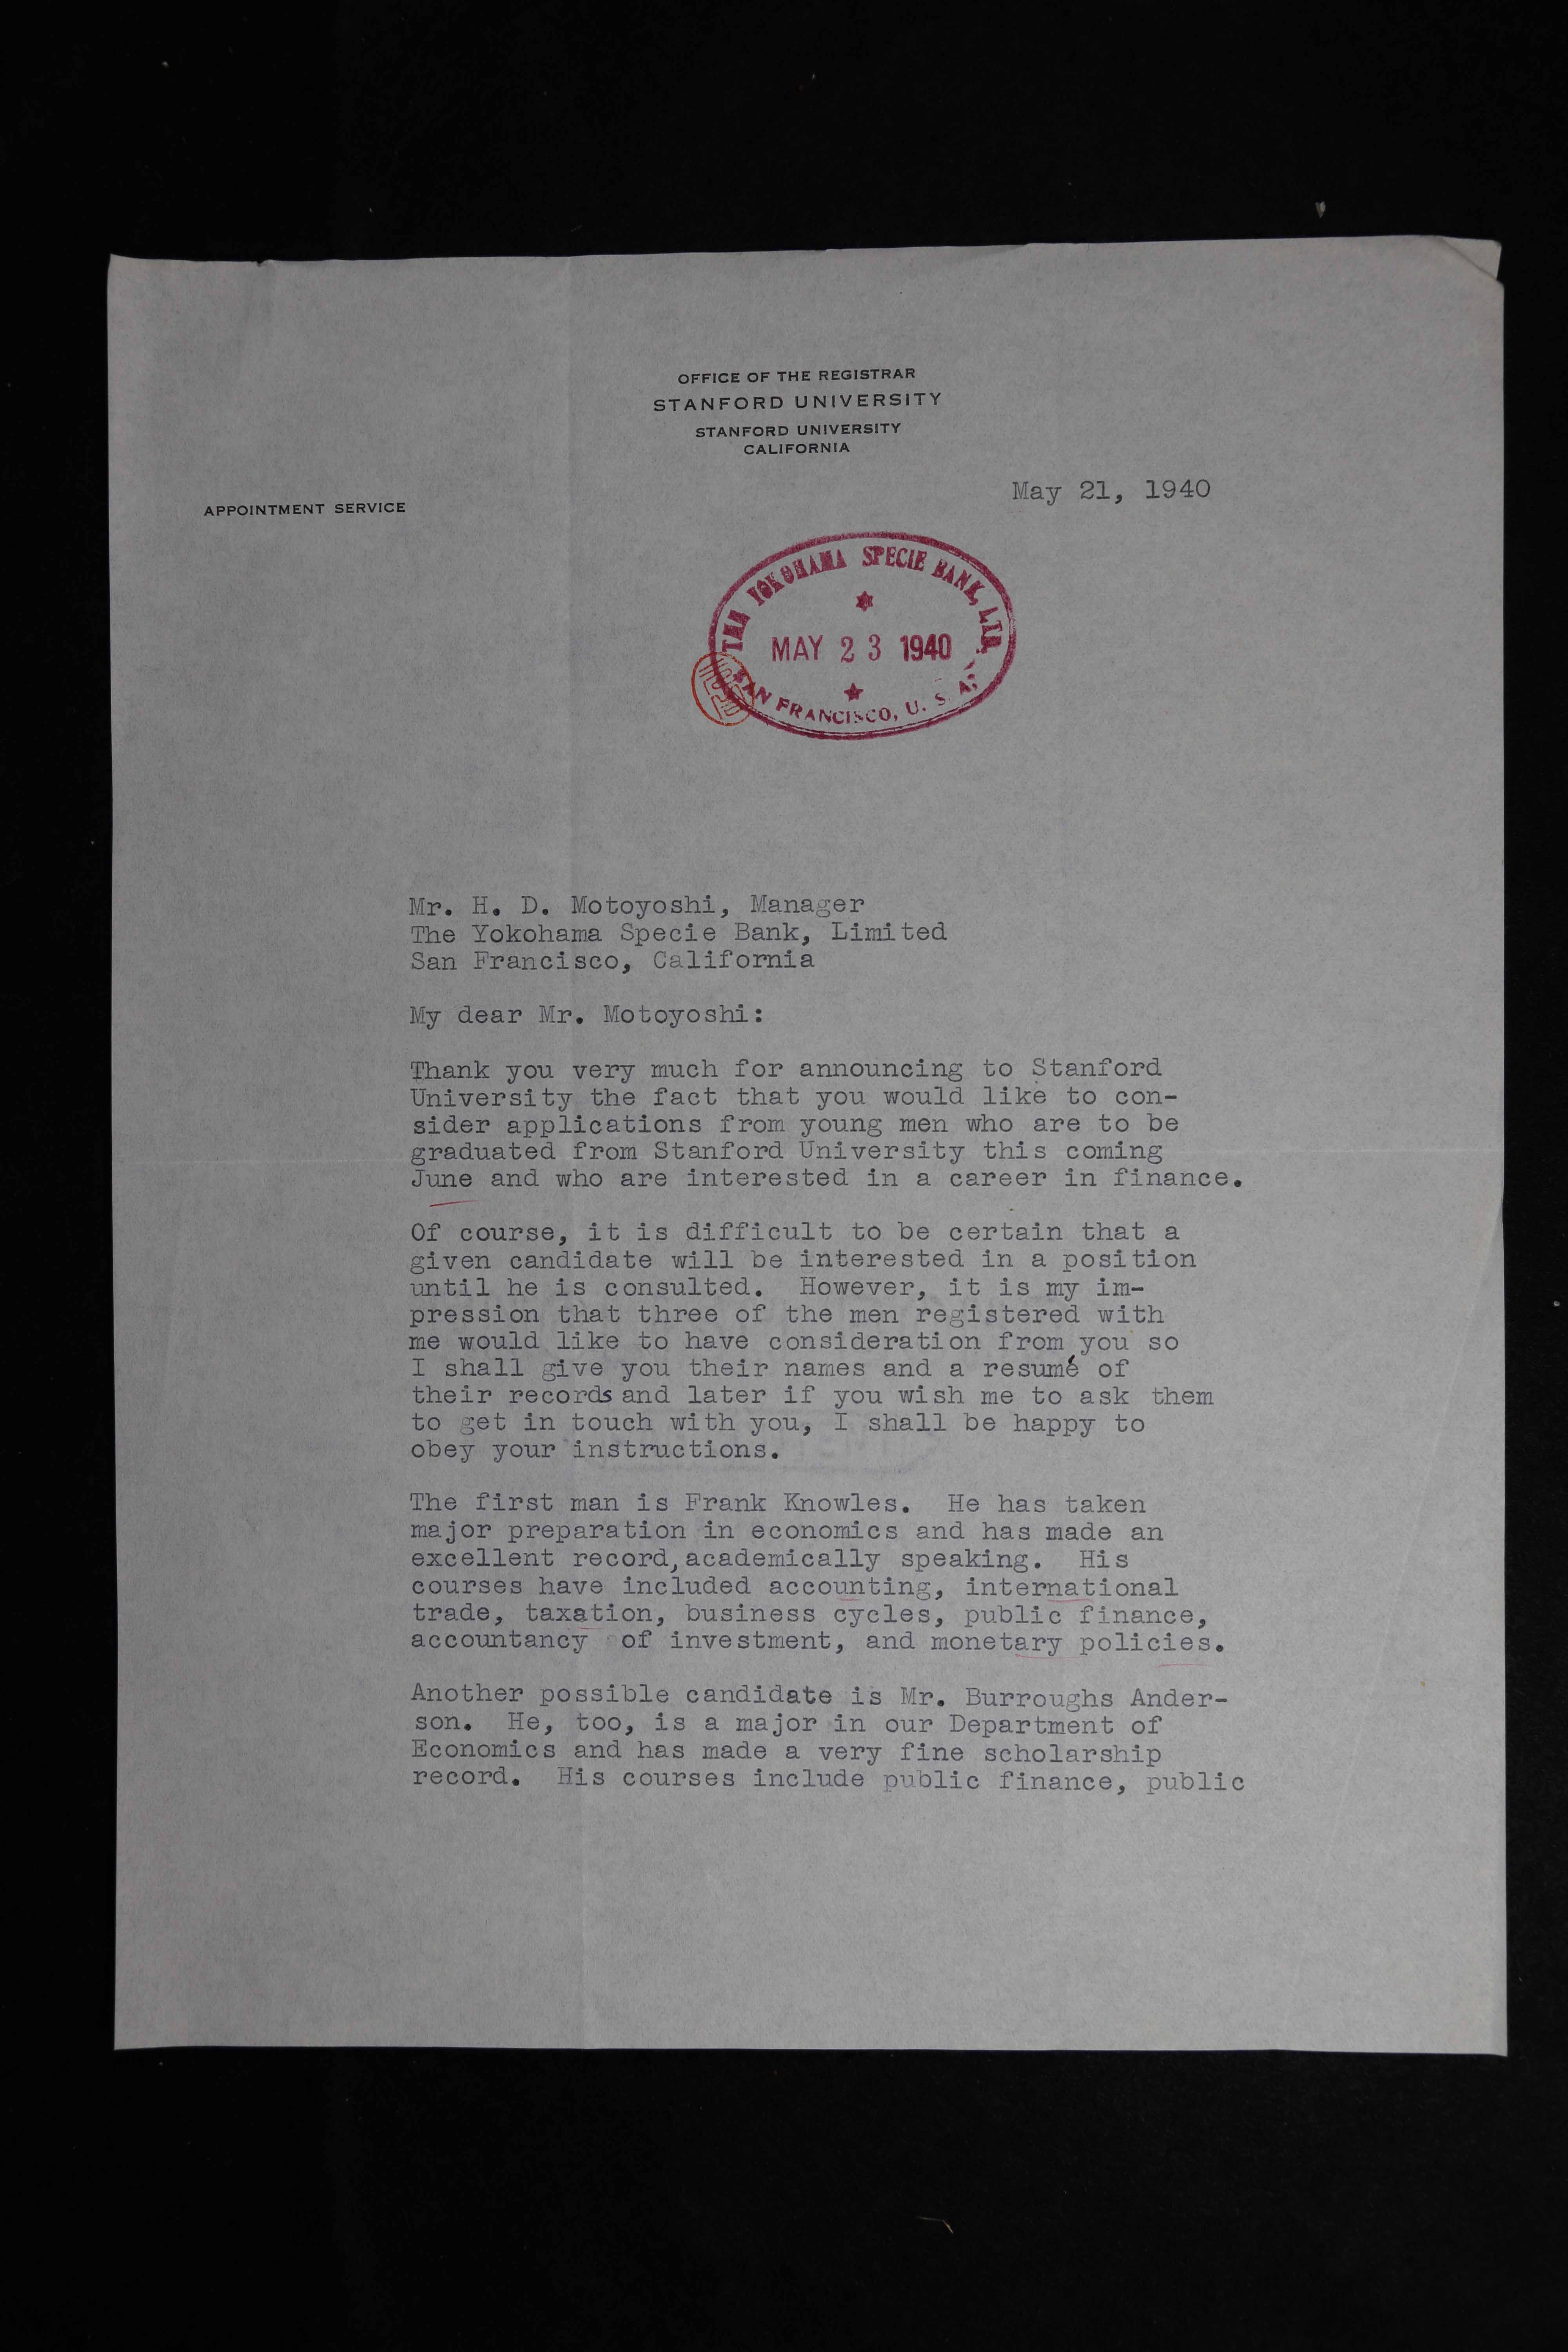 OFFICE OF THE REGISTRAR
STANFORD UNIVERSITY
STANFORD UNIVERSITY
CALIFORNIA
May 21, 1940
APPOINTMENT SERVICE
THE YOKOHAMA SPECIE BANK, LTD.
MAY 23 1940
SAN FRANCISCO, U. S. A.
Mr. H. D. Motoyoshi, Manager
The Yokohama Specie Bank, Limited
San Francisco, California
My dear Mr. Motoyoshi:
Thank you very much for announcing to Stanford
University the fact that you would like to con-
sider applications from young men who are to be
graduated from Stanford University this coming
June and who are interested in a career in finance.
Of course, it is difficult to be certain that a
given candidate will be interested in a position
until he is consulted. However, it is my im-
pression that three of the men registered with
me would like to have consideration from you so
I shall give you their names and a resumé of
their records and later if you wish me to ask them
to get in touch with you, I shall be happy to
obey your instructions.
The first man is Frank Knowles. He has taken
major preparation in economics and has made an
excellent record, academically speaking. His
courses have included accounting, international
trade, taxation, business cycles, public finance,
accountancy of investment, and monetary policies.
Another possible candidate is Mr. Burroughs Ander-
son. He, too, is a major in our Department of
Economics and has made a very fine scholarship
record. His courses include public finance, public